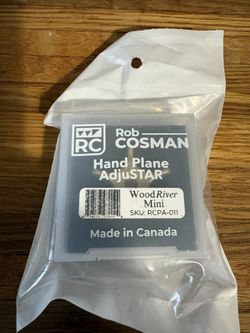 RC
Rob
COSMAN
Hand Plane
AdjuSTAR
WoodRiver
Mini
SKU: RCPA-011
Made in Canada